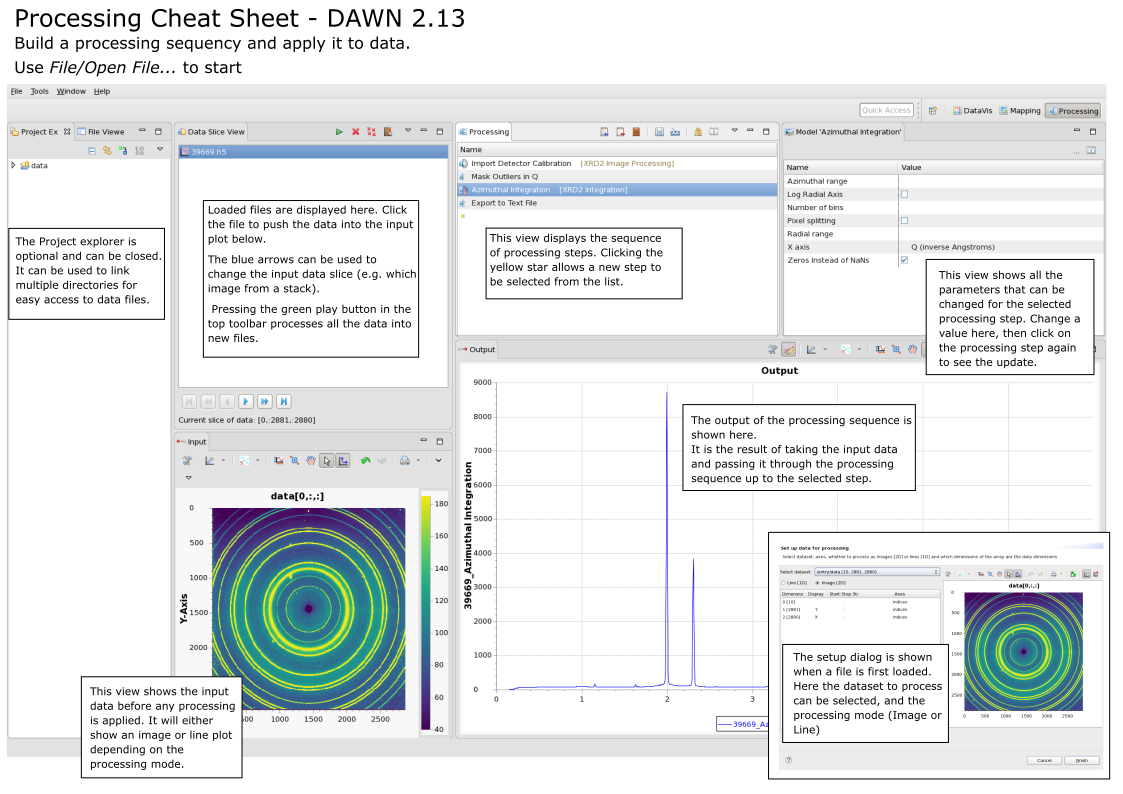 Processing Cheat Sheet - DAWN 2.13
Build a processing sequency and apply it to data.
Use File/Open File... to start
File Tools Window Help
Quick Access
DataVis Mapping Processing
Project Ex File Viewe
data
The Project explorer is
optional and can be closed.
It can be used to link
multiple directories for
easy access to data files.
Data Slice View
39669.h5
Loaded files are displayed here. Click
the file to push the data into the input
plot below.
The blue arrows can be used to
change the input data slice (e.g. which
image from a stack).
Pressing the green play button in the
top toolbar processes all the data into
new files.
Current slice of data: [0,:2881,:2880]
Processing
Name
Import Detector Calibration [XRD2 Image Processing]
Mask Outliers in Q
Azimuthal Integration [XRD2 Integration]
Export to Text File
This view displays the sequence
of processing steps. Clicking the
yellow star allows a new step to
be selected from the list.
Model 'Azimuthal Integration'
...
Name Value
Azimuthal range
Log Radial Axis
Number of bins
Pixel splitting
Radial range
X axis Q (inverse Angstroms)
Zeros Instead of NaNs
This view shows all the
parameters that can be
changed for the selected
processing step. Change a
value here, then click on
the processing step again
to see the update.
Input
data[0,:,:]
Y-Axis
0
500
1000
1500
2000
500 1000 1500 2000 2500
180
160
140
120
100
80
60
40
This view shows the input
data before any processing
is applied. It will either
show an image or line plot
depending on the
processing mode.
Output
Output
39669_Azimuthal Integration
9000
8000
7000
6000
5000
4000
3000
2000
1000
0
0 1 2 3
39669_Az
The output of the processing sequence is
shown here.
It is the result of taking the input data
and passing it through the processing
sequence up to the selected step.
Set up data for processing
Select dataset, axes, whether to process as images [2D] or lines [1D] and which dimensions of the array are the data dimensions
Select dataset: /entry/data [10, 2881, 2880]
Line [1D] Image [2D]
Dimension Display Start:Stop:Ste Axes
0 [10] : indices
1 [2881] Y : indices
2 [2880] X : indices
data[0,:,:]
0
500
1000
1500
2000
2500
0 500 1000 1500 2000 2500
The setup dialog is shown
when a file is first loaded.
Here the dataset to process
can be selected, and the
processing mode (Image or
Line)
Cancel Finish